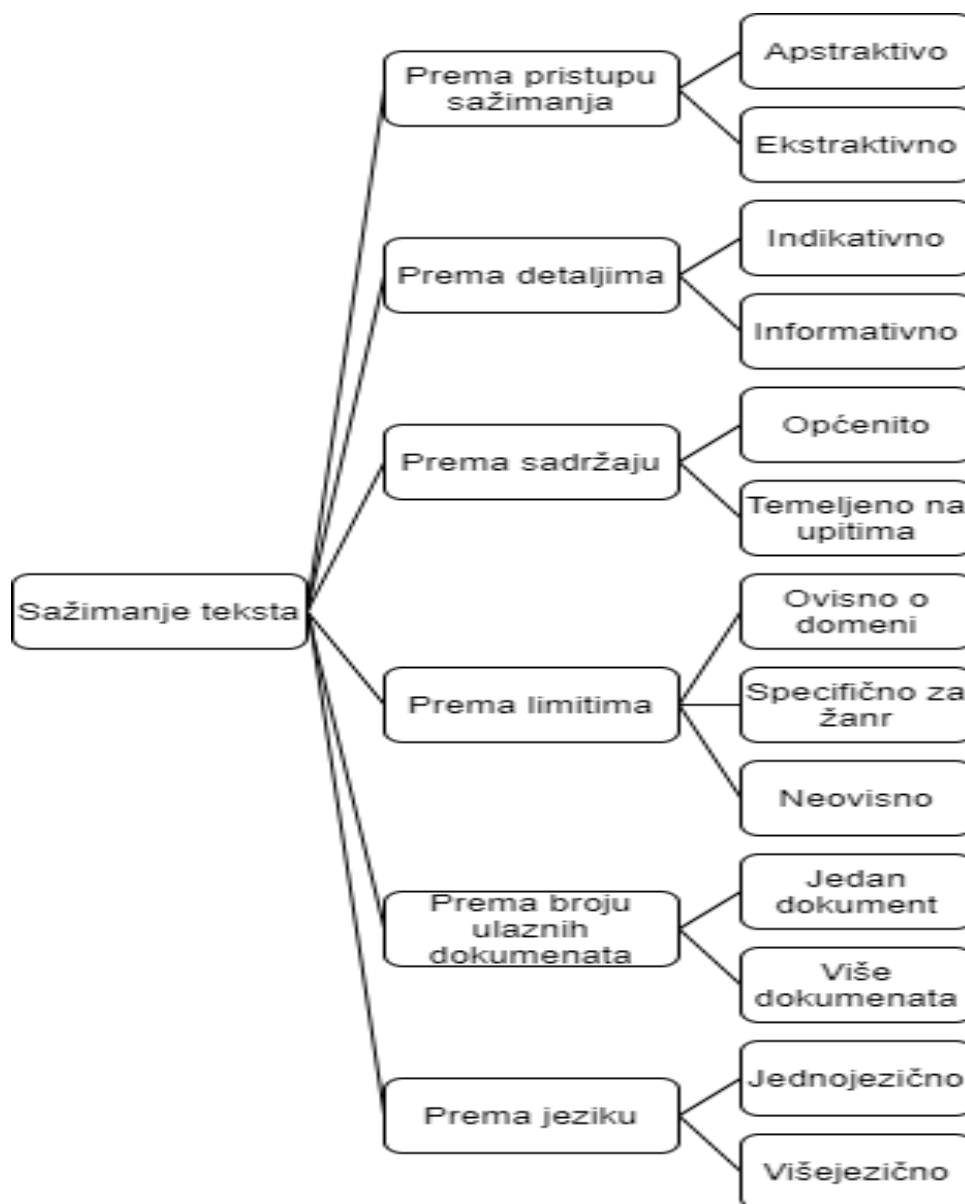 Sažimanje teksta
Prema pristupu
sažimanja
Apstraktivo
Ekstraktivno
Prema detaljima
Indikativno
Informativno
Prema sadržaju
Općenito
Temeljeno na
upitima
Prema limitima
Ovisno o
domeni
Specifično za
žanr
Neovisno
Prema broju
ulaznih
dokumenata
Jedan
dokument
Više
dokumenata
Prema jeziku
Jednojezično
Višejezično